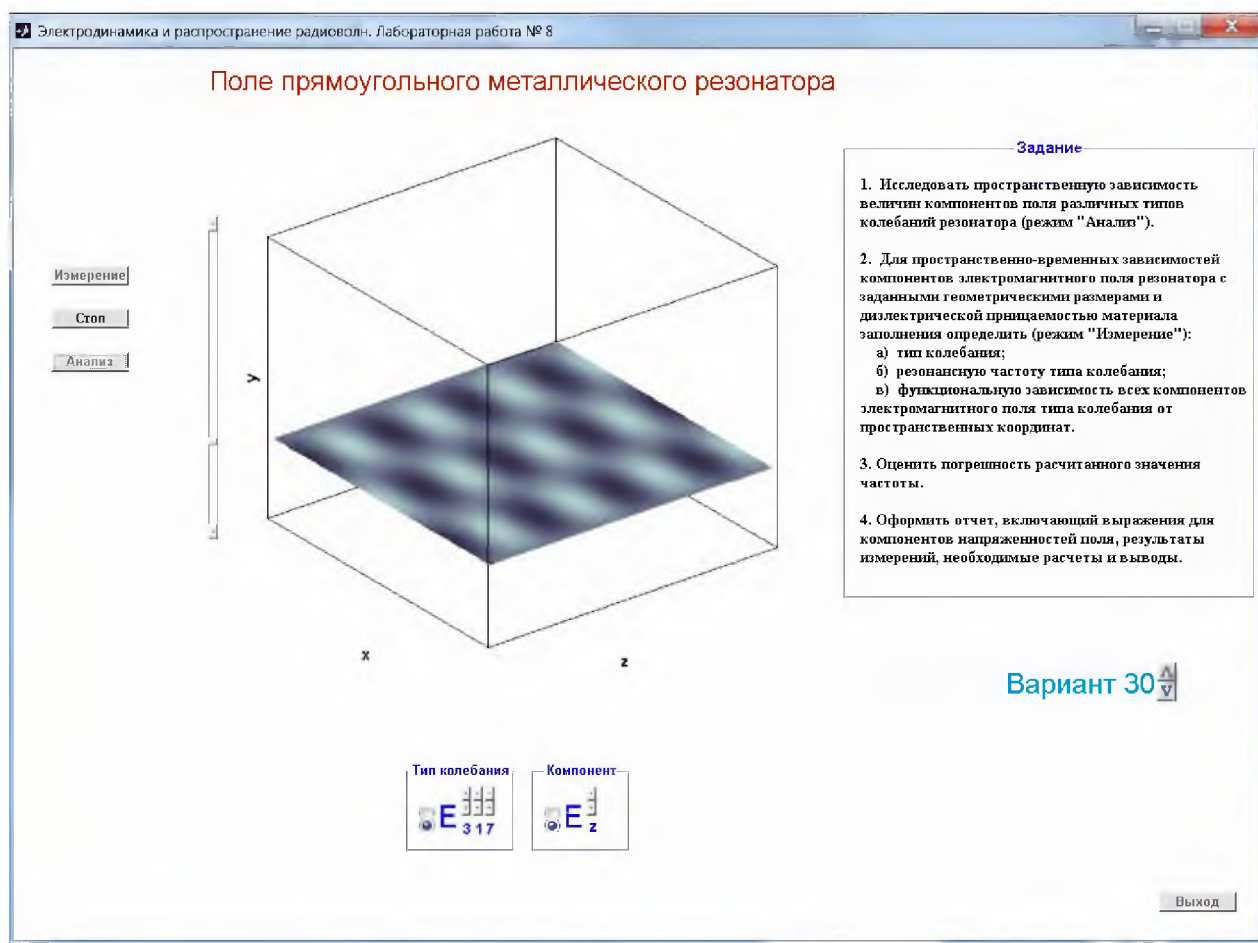 Электродинамика и распространение радиоволн. Лабораторная работа № 8
Поле прямоугольного металлического резонатора
Измерение
Стоп
Анализ
y
x
z
Задание
1. Исследовать пространственную зависимость
величин компонентов поля различных типов
колебаний резонатора (режим "Анализ").
2. Для пространственно-временных зависимостей
компонентов электромагнитного поля резонатора с
заданными геометрическими размерами и
диэлектрической прницаемостью материала
заполнения определить (режим "Измерение"):
а) тип колебания;
б) резонансную частоту типа колебания;
в) функциональную зависимость всех компонентов
электромагнитного поля типа колебания от
пространственных координат.
3. Оценить погрешность расчитанного значения
частоты.
4. Оформить отчет, включающий выражения для
компонентов напряженностей поля, результаты
измерений, необходимые расчеты и выводы.
Вариант 30
Тип колебания
E 3 1 7
Компонент
E z
Выход